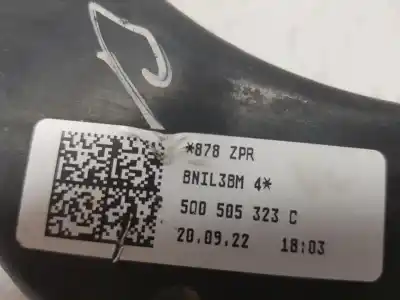 *878 ZPR
BNIL3BM 4*
5Q0 505 323 C
20.09.22 18:03